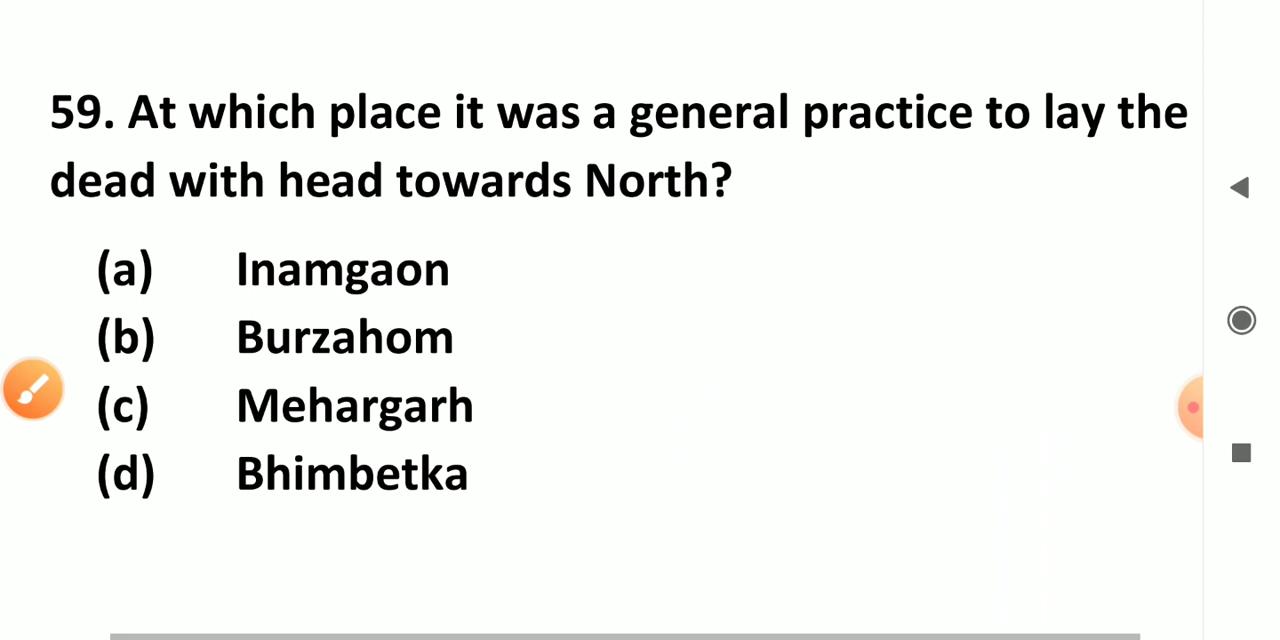 59. At which place it was a general practice to lay the
dead with head towards North?
(a) Inamgaon
(b) Burzahom
(c) Mehargarh
(d) Bhimbetka